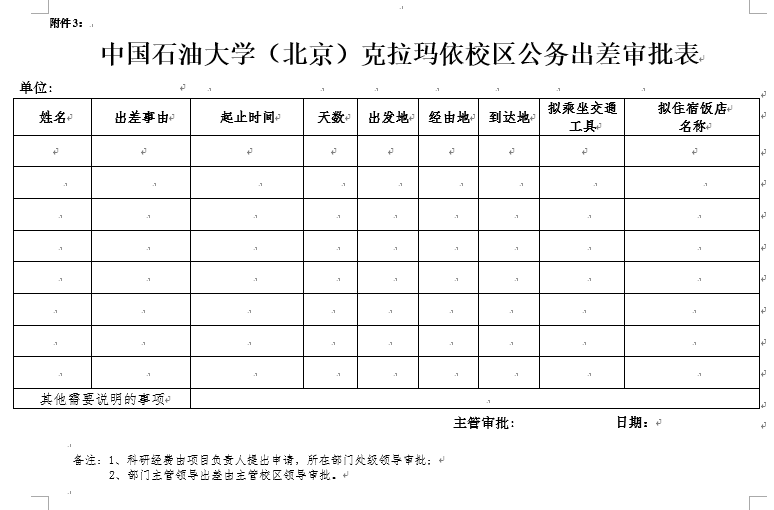 附件3：
中国石油大学（北京）克拉玛依校区公务出差审批表
单位：
姓名 出差事由 起止时间 天数 出发地 经由地 到达地 拟乘坐交通工具 拟住宿饭店名称
其他需要说明的事项
主管审批： 日期：
备注：1、科研经费由项目负责人提出申请，所在部门处级领导审批；
2、部门主管领导出差由主管校区领导审批。